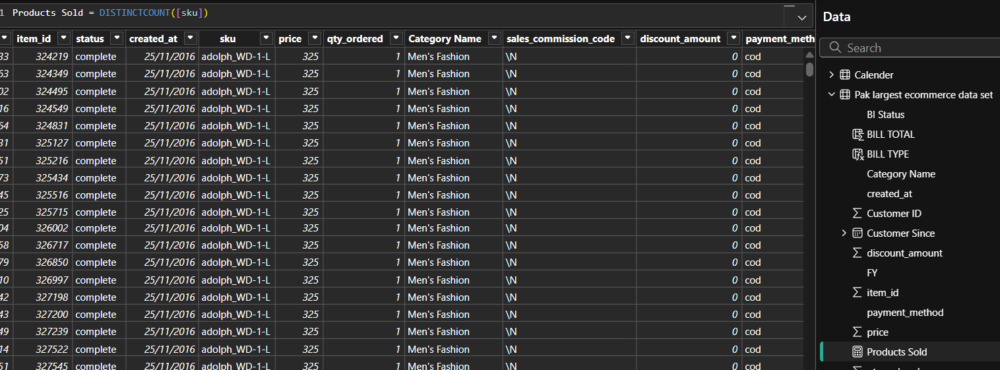 1 Products Sold = DISTINCTCOUNT([sku])
item_id status created_at sku price qty_ordered Category Name sales_commission_code discount_amount payment_meth
33 324219 complete 25/11/2016 adolph_WD-1-L 325 1 Men's Fashion \N 0 cod
63 324349 complete 25/11/2016 adolph_WD-1-L 325 1 Men's Fashion \N 0 cod
02 324495 complete 25/11/2016 adolph_WD-1-L 325 1 Men's Fashion \N 0 cod
16 324549 complete 25/11/2016 adolph_WD-1-L 325 1 Men's Fashion \N 0 cod
64 324831 complete 25/11/2016 adolph_WD-1-L 325 1 Men's Fashion \N 0 cod
31 325127 complete 25/11/2016 adolph_WD-1-L 325 1 Men's Fashion \N 0 cod
51 325216 complete 25/11/2016 adolph_WD-1-L 325 1 Men's Fashion \N 0 cod
73 325434 complete 25/11/2016 adolph_WD-1-L 325 1 Men's Fashion \N 0 cod
45 325516 complete 25/11/2016 adolph_WD-1-L 325 1 Men's Fashion \N 0 cod
25 325715 complete 25/11/2016 adolph_WD-1-L 325 1 Men's Fashion \N 0 cod
04 326002 complete 25/11/2016 adolph_WD-1-L 325 1 Men's Fashion \N 0 cod
58 326717 complete 25/11/2016 adolph_WD-1-L 325 1 Men's Fashion \N 0 cod
79 326850 complete 25/11/2016 adolph_WD-1-L 325 1 Men's Fashion \N 0 cod
10 326997 complete 25/11/2016 adolph_WD-1-L 325 1 Men's Fashion \N 0 cod
42 327198 complete 25/11/2016 adolph_WD-1-L 325 1 Men's Fashion \N 0 cod
43 327200 complete 25/11/2016 adolph_WD-1-L 325 1 Men's Fashion \N 0 cod
49 327239 complete 25/11/2016 adolph_WD-1-L 325 1 Men's Fashion \N 0 cod
14 327522 complete 25/11/2016 adolph_WD-1-L 325 1 Men's Fashion \N 0 cod
51 327545 complete 25/11/2016 adolph_WD-1-L 325 1 Men's Fashion \N 0 cod
Data
Search
Calender
Pak largest ecommerce data set
BI Status
BILL TOTAL
BILL TYPE
Category Name
created_at
Customer ID
Customer Since
discount_amount
FY
item_id
payment_method
price
Products Sold